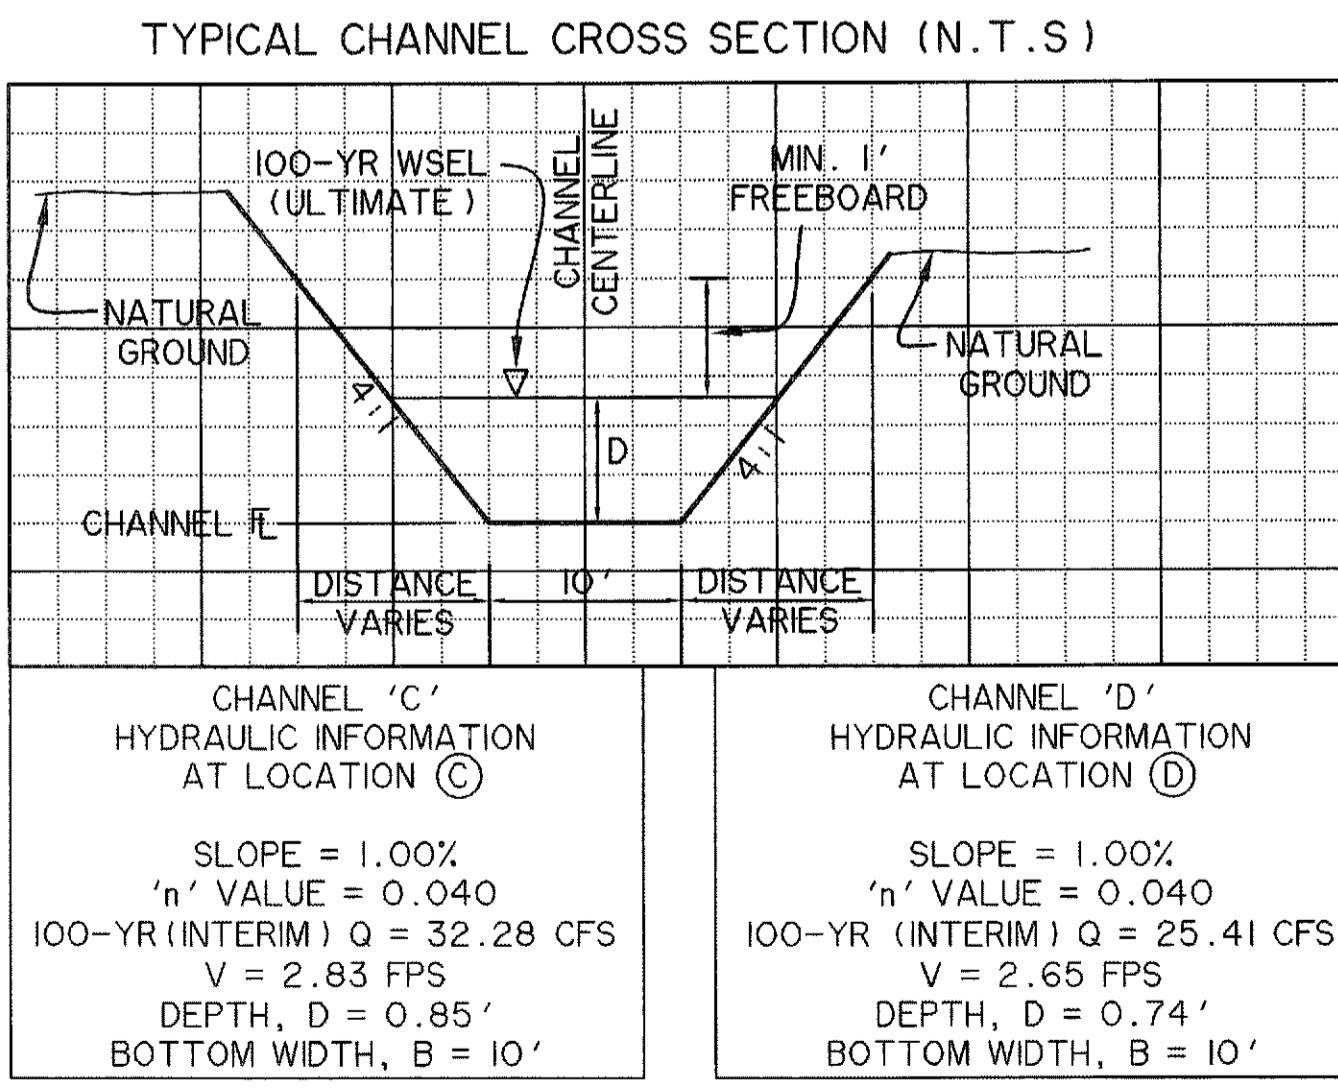 TYPICAL CHANNEL CROSS SECTION (N.T.S)
100-YR WSEL
(ULTIMATE)
CHANNEL
CENTERLINE
MIN. 1'
FREEBOARD
NATURAL
GROUND
NATURAL
GROUND
4:1
4:1
D
CHANNEL FL
DISTANCE
VARIES
10'
DISTANCE
VARIES
CHANNEL 'C'
HYDRAULIC INFORMATION
AT LOCATION C
SLOPE = 1.00%
'n' VALUE = 0.040
100-YR(INTERIM) Q = 32.28 CFS
V = 2.83 FPS
DEPTH, D = 0.85'
BOTTOM WIDTH, B = 10'
CHANNEL 'D'
HYDRAULIC INFORMATION
AT LOCATION D
SLOPE = 1.00%
'n' VALUE = 0.040
100-YR (INTERIM) Q = 25.41 CFS
V = 2.65 FPS
DEPTH, D = 0.74'
BOTTOM WIDTH, B = 10'